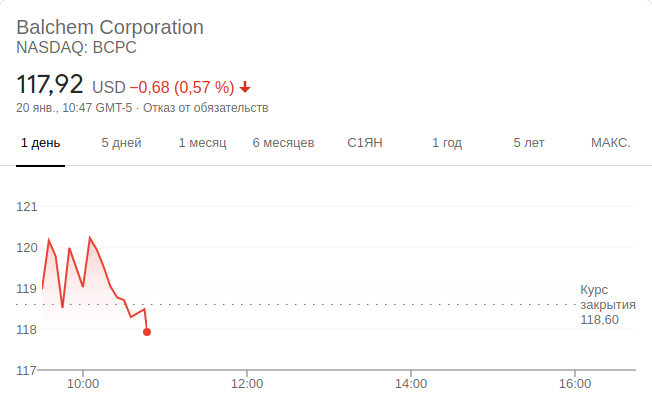 Balchem Corporation
NASDAQ: BCPC
117,92 USD −0,68 (0,57 %)
20 янв., 10:47 GMT-5 · Отказ от обязательств
1 день 5 дней 1 месяц 6 месяцев С1ЯН 1 год 5 лет МАКС.
121
120
119
118
117
Курс
закрытия
118,60
10:00 12:00 14:00 16:00